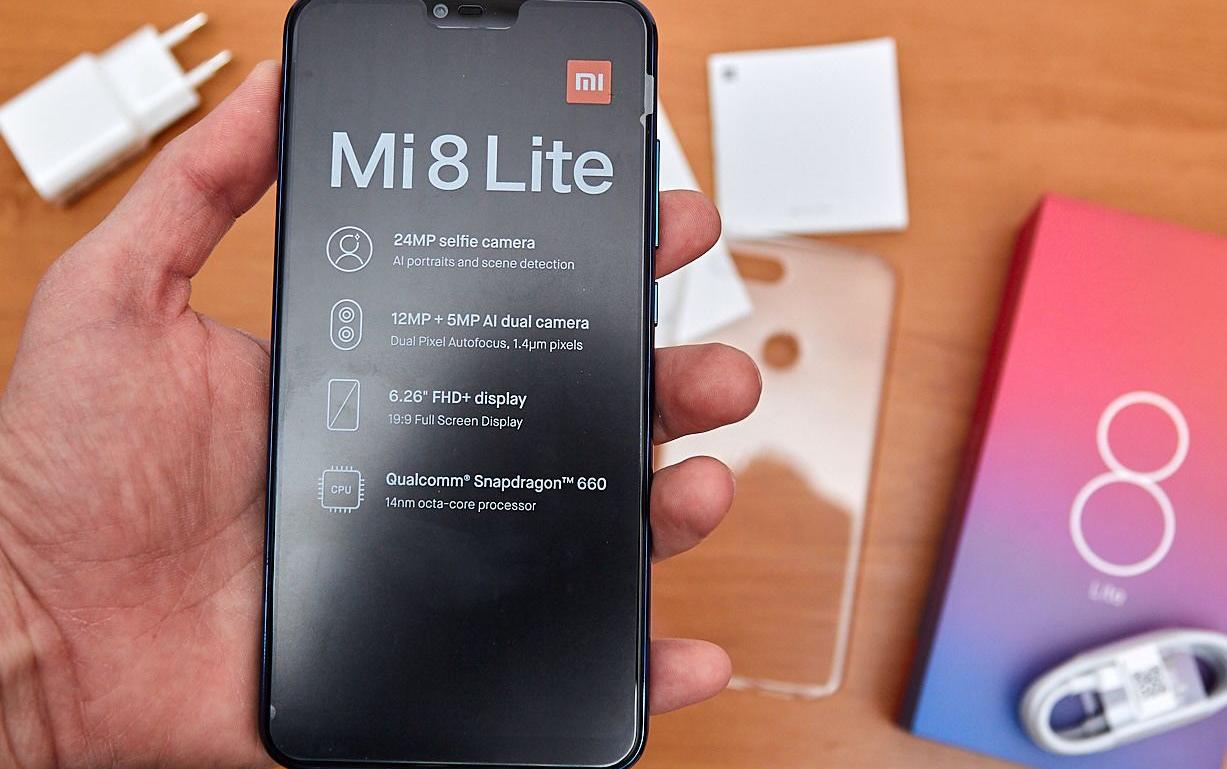 mi
Mi 8 Lite
24MP selfie camera
AI portraits and scene detection
12MP + 5MP AI dual camera
Dual Pixel Autofocus, 1.4μm pixels
6.26" FHD+ display
19:9 Full Screen Display
CPU
Qualcomm® Snapdragon™ 660
14nm octa-core processor
8
Lite